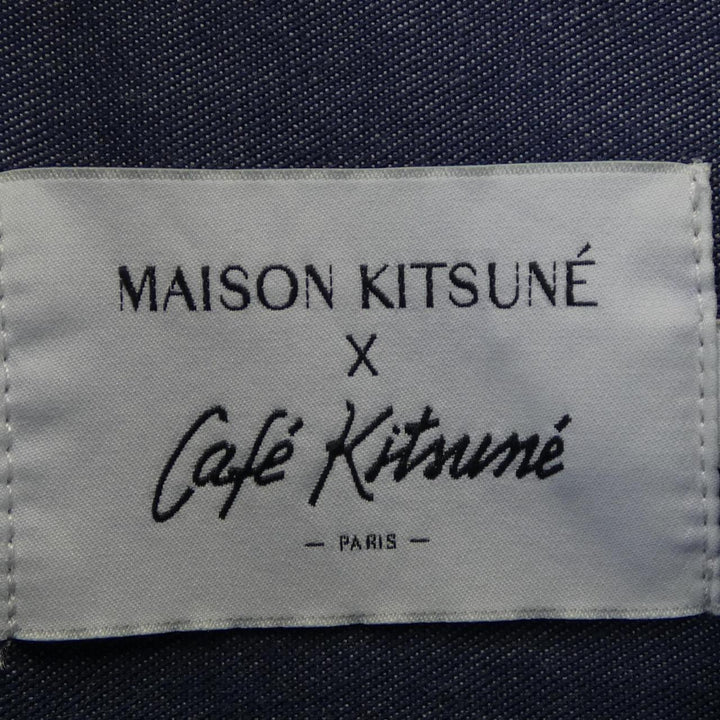 MAISON KITSUNÉ
X
Café Kitsuné
— PARIS —